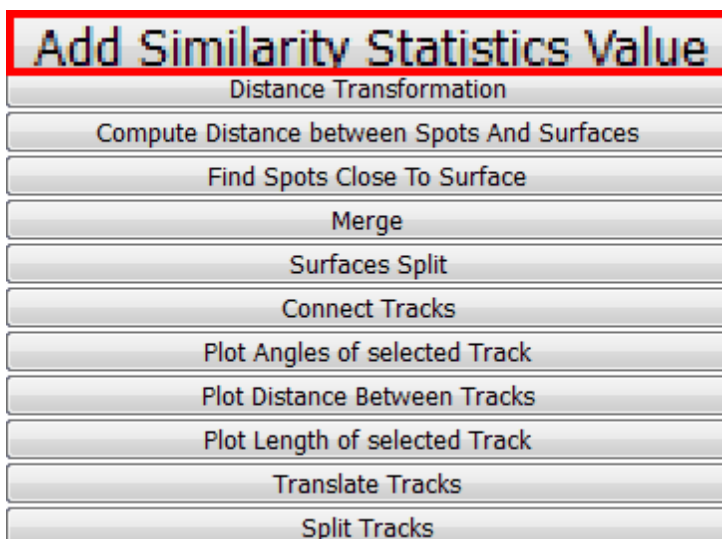 Add Similarity Statistics Value
Distance Transformation
Compute Distance between Spots And Surfaces
Find Spots Close To Surface
Merge
Surfaces Split
Connect Tracks
Plot Angles of selected Track
Plot Distance Between Tracks
Plot Length of selected Track
Translate Tracks
Split Tracks